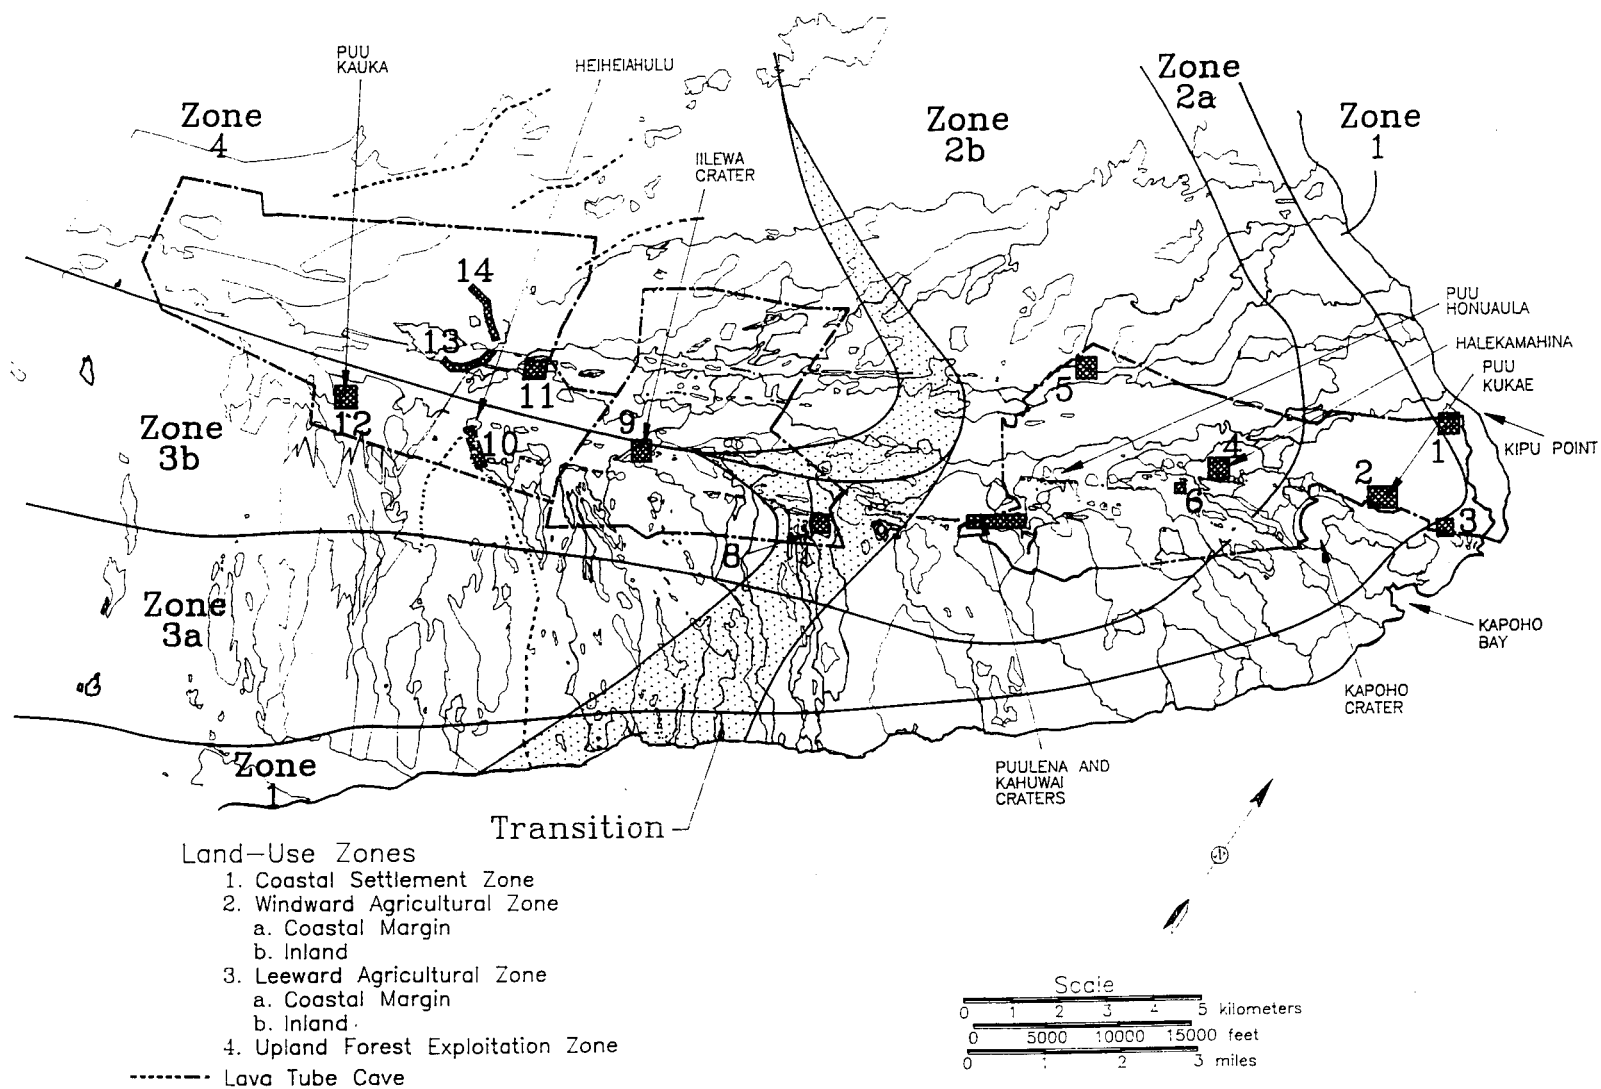 PUU
KAUKA
HEIHEIAHULU
Zone
2a
Zone
4
Zone
2b
Zone
1
IILEWA
CRATER
14
PUU
HONUAULA
13
HALEKAMAHINA
PUU
KUKAE
11
5
12
9
Zone
3b
10
4
1
KIPU POINT
2
6
3
8
Zone
3a
KAPOHO
BAY
KAPOHO
CRATER
Zone
1
PUULENA AND
KAHUWAI
CRATERS
Transition
Land-Use Zones
1. Coastal Settlement Zone
2. Windward Agricultural Zone
a. Coastal Margin
b. Inland
3. Leeward Agricultural Zone
a. Coastal Margin
b. Inland
4. Upland Forest Exploitation Zone
Lava Tube Cave
Scale
0 1 2 3 4 5 kilometers
0 5000 10000 15000 feet
0 1 2 3 miles